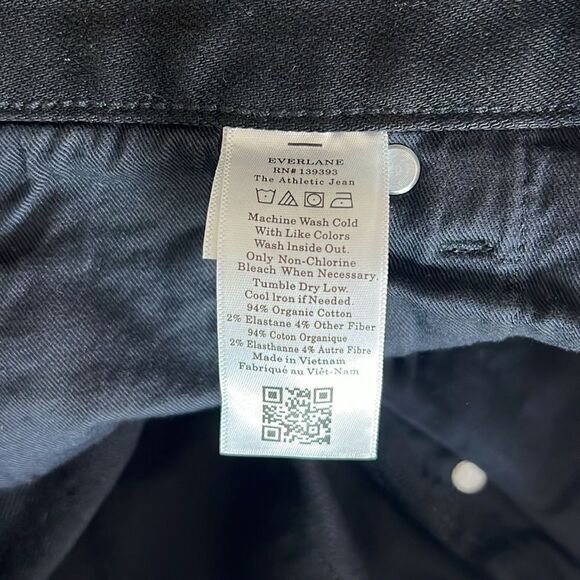 EVERLANE
RN# 139393
The Athletic Jean
Machine Wash Cold
With Like Colors
Wash Inside Out.
Only Non-Chlorine
Bleach When Necessary.
Tumble Dry Low.
Cool Iron if Needed.
94% Organic Cotton
2% Elastane 4% Other Fiber
94% Coton Organique
2% Elasthanne 4% Autre Fibre
Made in Vietnam
Fabriqué au Viêt-Nam